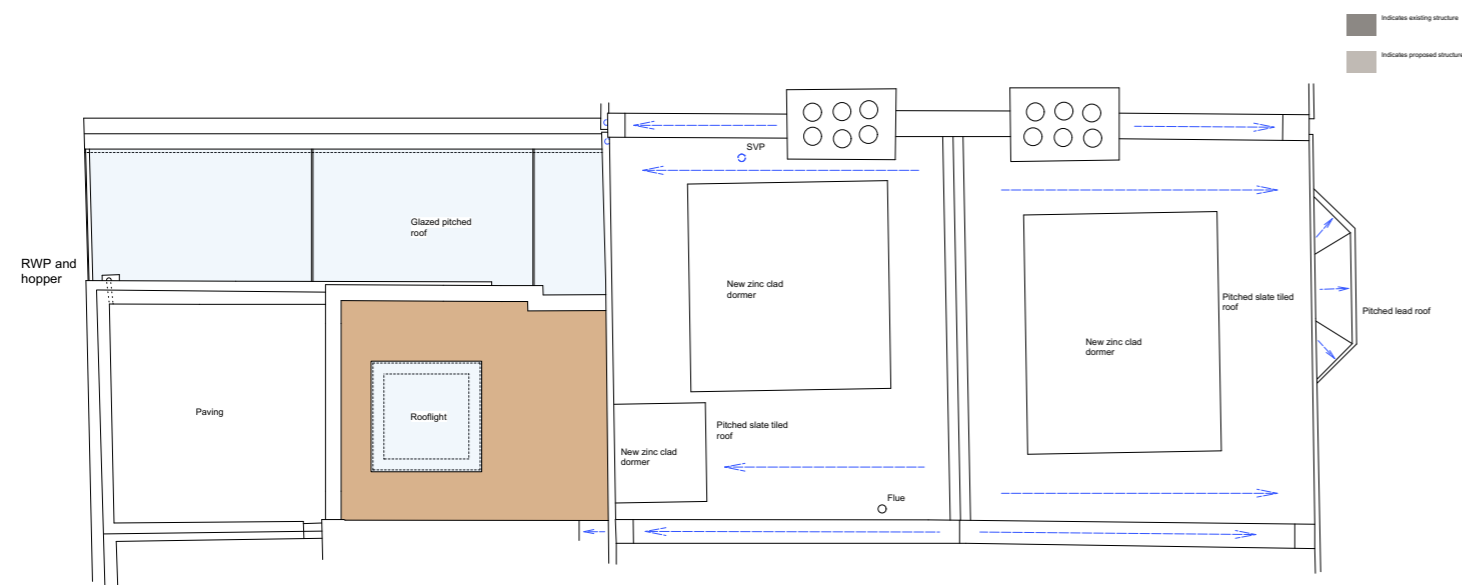 Indicates existing structure
Indicates proposed structure
SVP
Glazed pitched
roof
RWP and
hopper
New zinc clad
dormer
Pitched slate tiled
roof
Pitched lead roof
New zinc clad
dormer
Paving
Rooflight
Pitched slate tiled
roof
New zinc clad
dormer
Flue